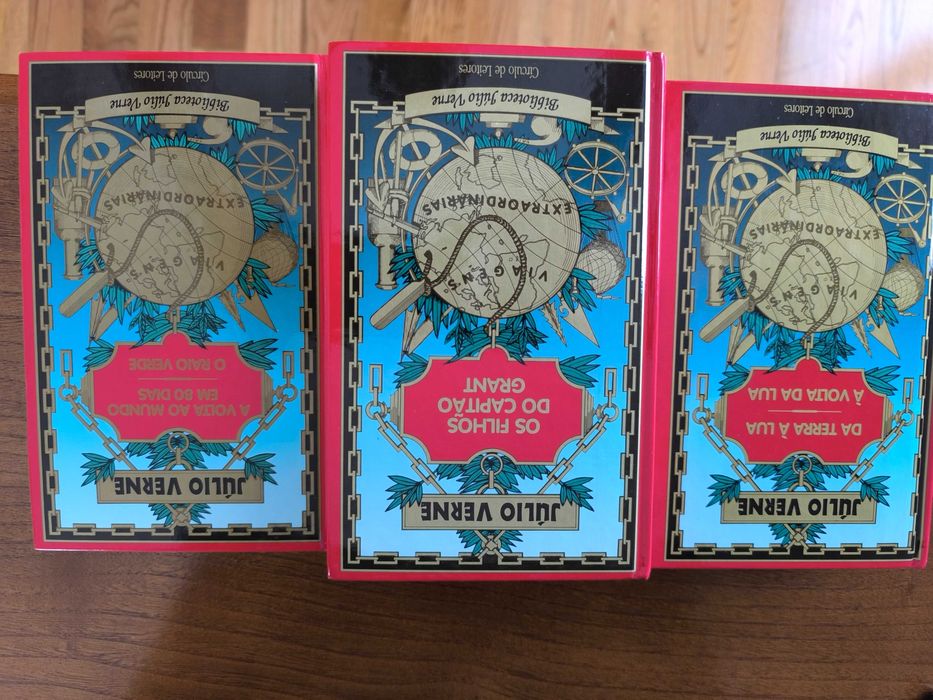 JÚLIO VERNE
DA TERRA À LUA
À VOLTA DA LUA
VIAGENS
EXTRAORDINÁRIAS
Biblioteca Júlio Verne
Círculo de Leitores
JÚLIO VERNE
OS FILHOS
DO CAPITÃO
GRANT
VIAGENS
EXTRAORDINÁRIAS
Biblioteca Júlio Verne
Círculo de Leitores
JÚLIO VERNE
A VOLTA AO MUNDO
EM 80 DIAS
O RAIO VERDE
VIAGENS
EXTRAORDINÁRIAS
Biblioteca Júlio Verne
Círculo de Leitores